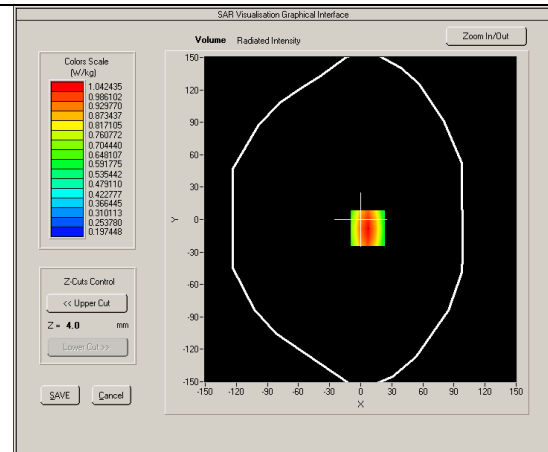 SAR Visualisation Graphical Interface
Volume Radiated Intensity
Zoom In/Out
Colors Scale
(W/kg)
1.042435
0.986102
0.929770
0.873437
0.817105
0.760772
0.704440
0.648107
0.591775
0.535442
0.479110
0.422777
0.366445
0.310113
0.253780
0.197448
Z-Cuts Control
<< Upper Cut
Z = 4.0 mm
Lower Cut >>
SAVE Cancel
150
120
90
60
30
0
-30
-60
-90
-120
-150
Y
-150 -120 -90 -60 -30 0 30 60 90 120 150
X